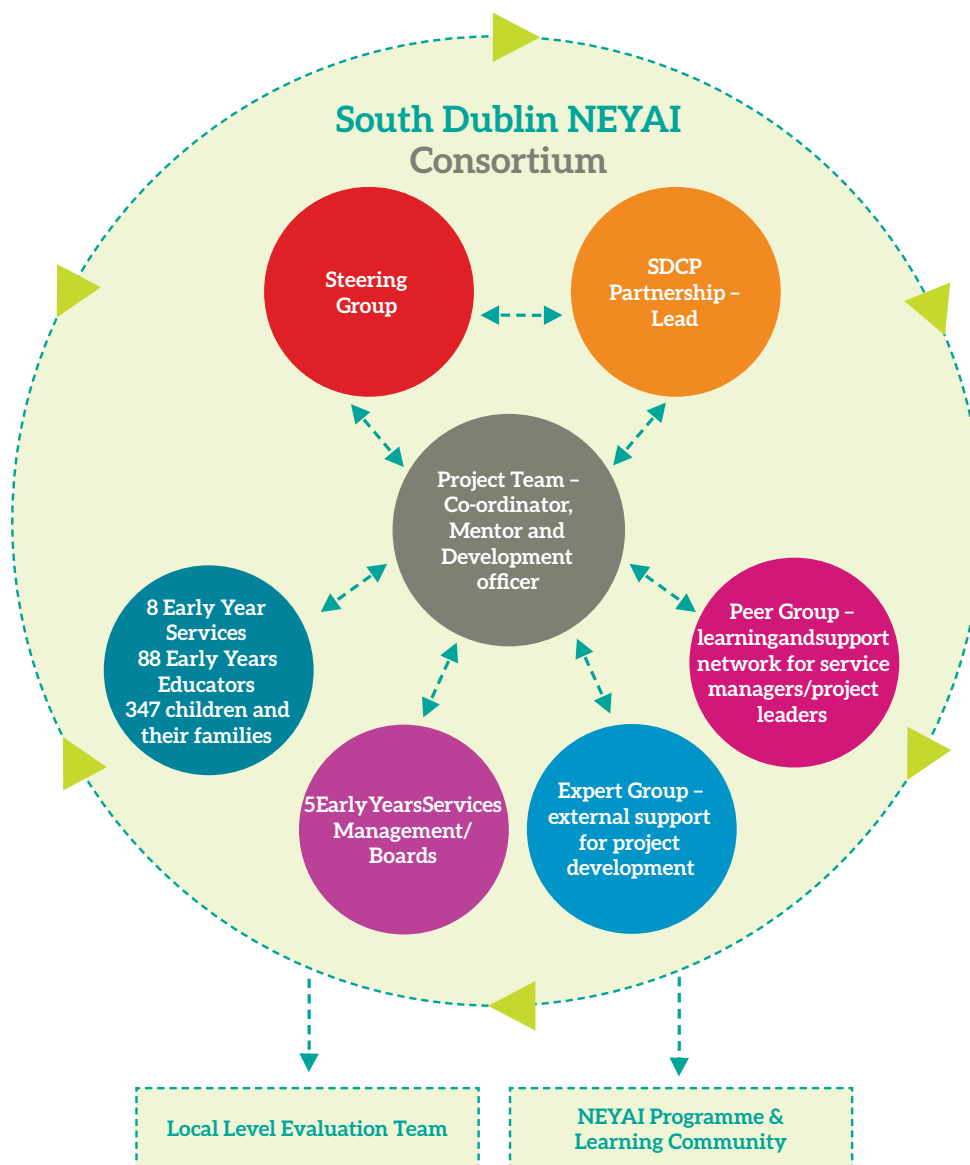 South Dublin NEYAI
Consortium
Steering
Group
SDCP
Partnership –
Lead
Project Team –
Co-ordinator,
Mentor and
Development
officer
8 Early Year
Services
88 Early Years
Educators
347 children and
their families
Peer Group –
learningandsupport
network for service
managers/project
leaders
5EarlyYearsServices
Management/
Boards
Expert Group –
external support
for project
development
Local Level Evaluation Team
NEYAI Programme &
Learning Community